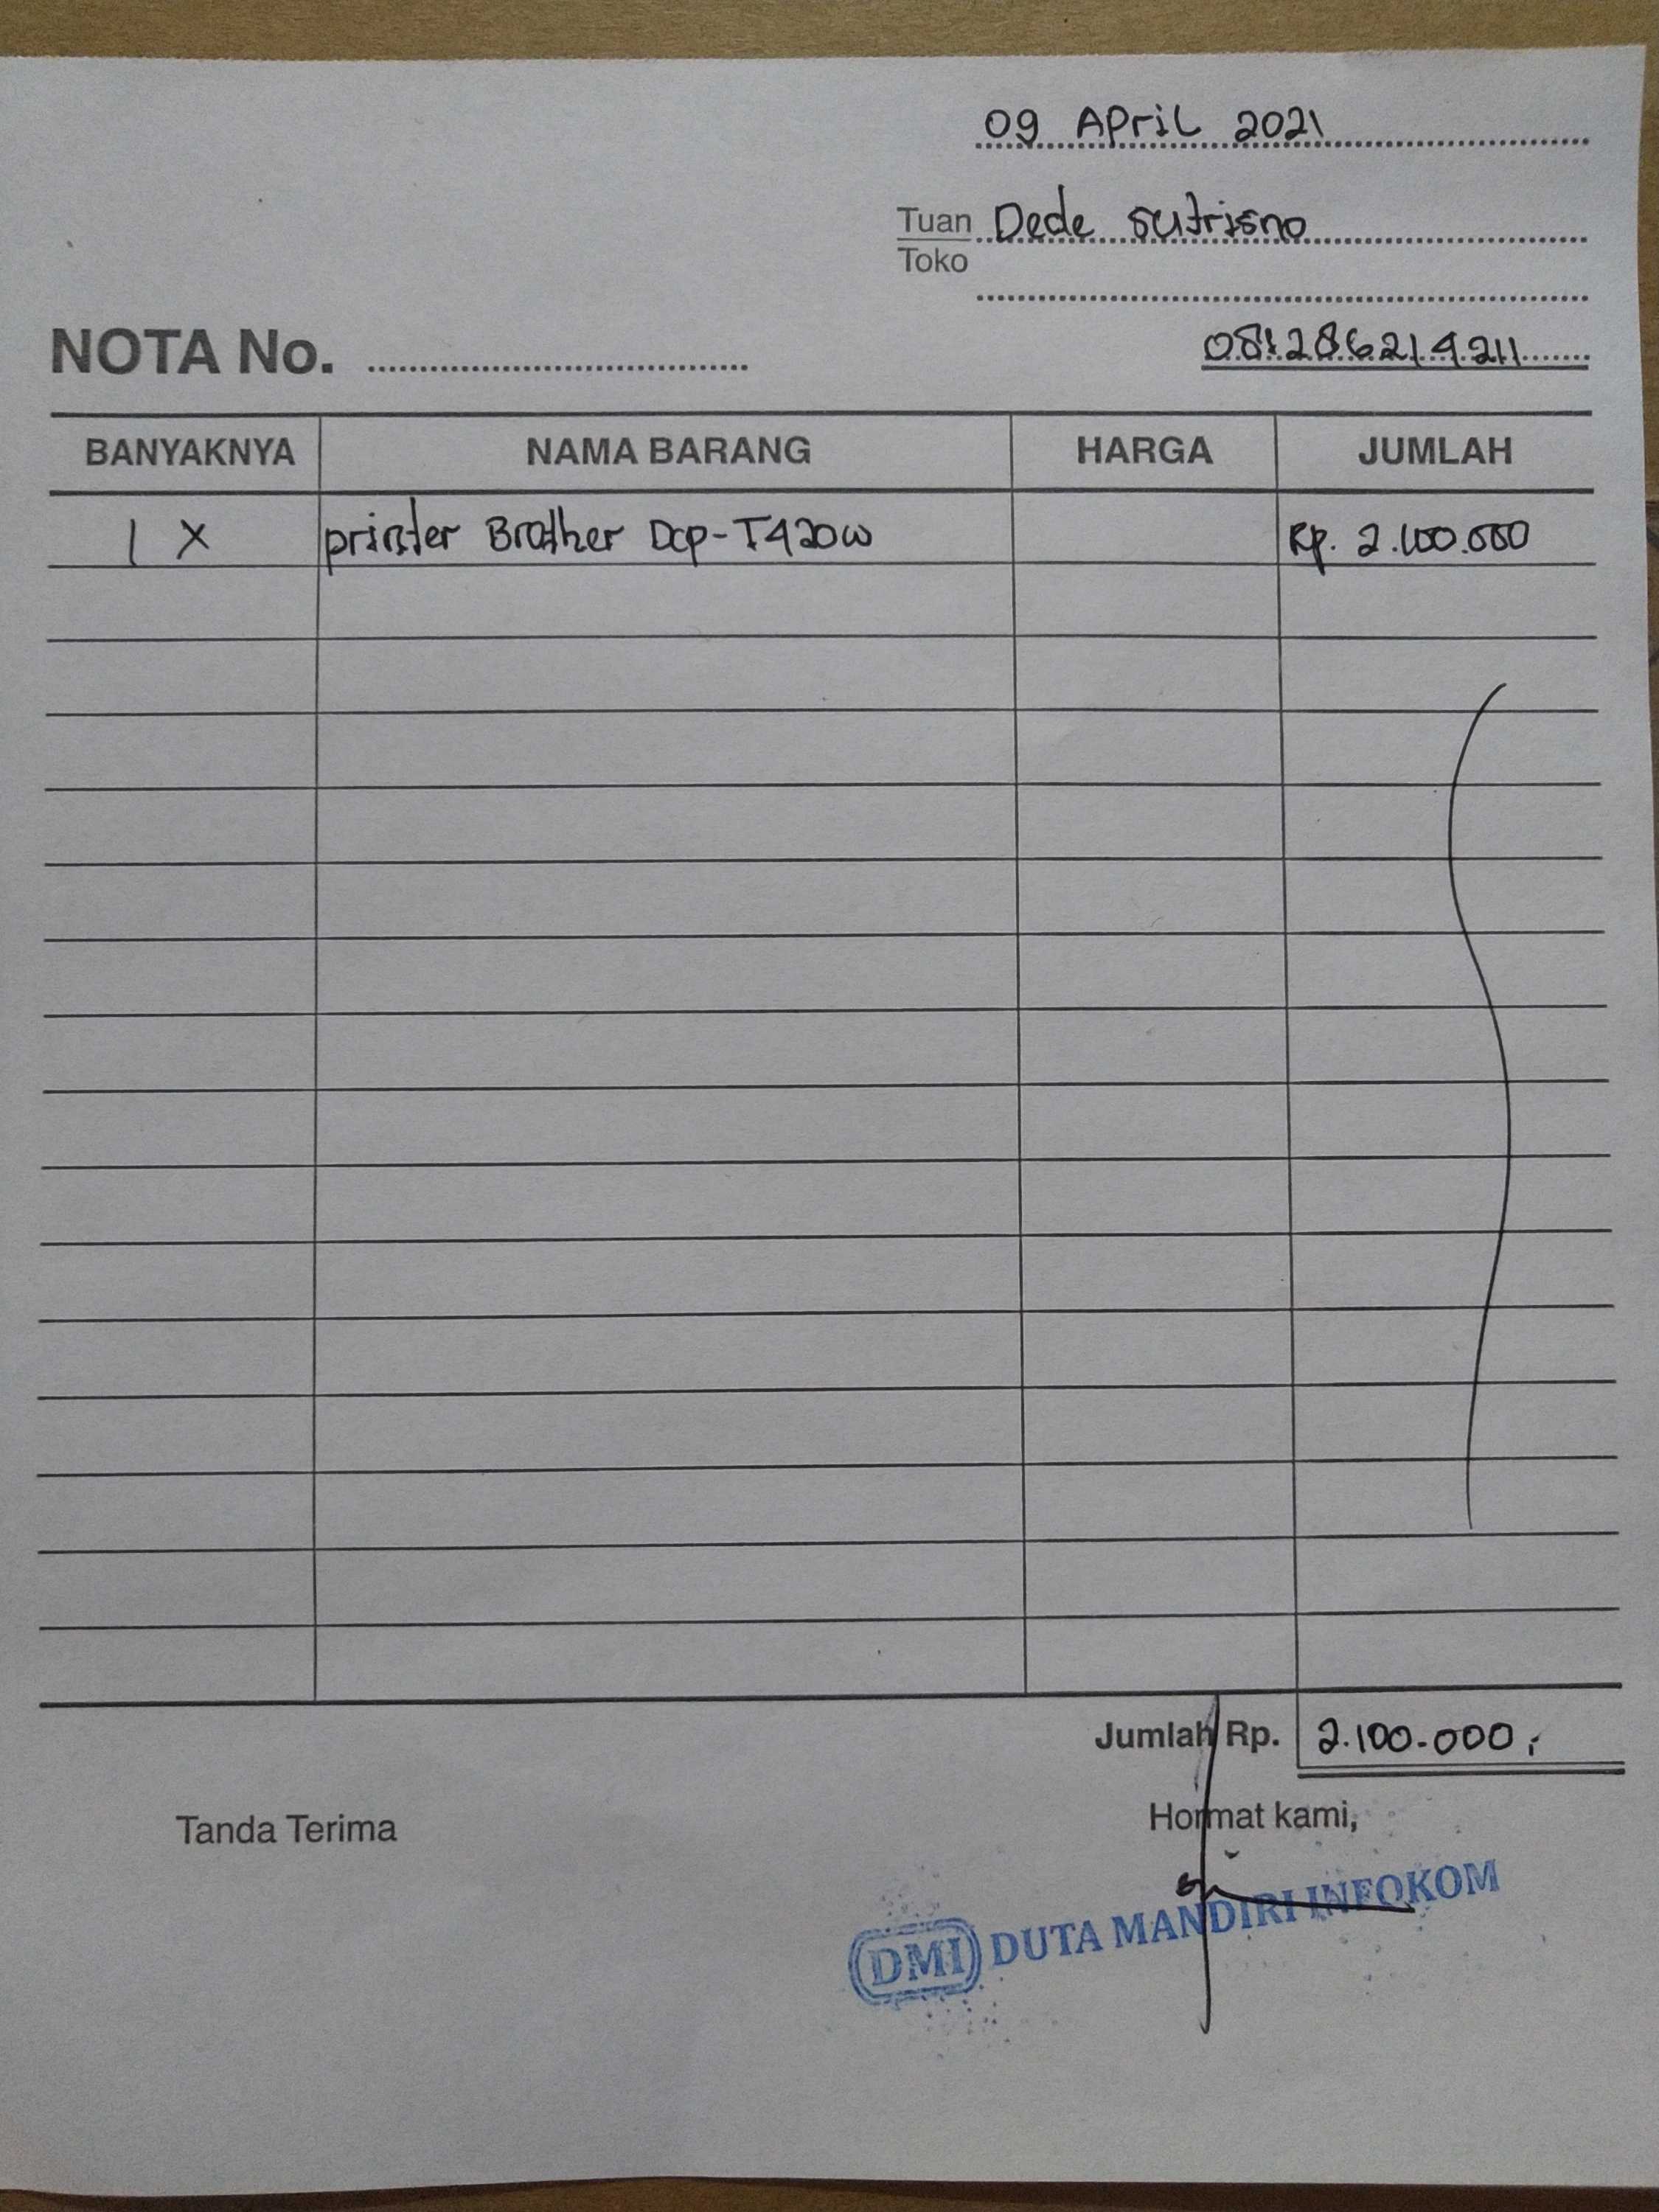 09 April 2021
Tuan Dede Sutrisno
Toko
NOTA No.
081286219211
BANYAKNYA NAMA BARANG HARGA JUMLAH
1 X printer Brother Dcp-T420w Rp. 2.100.000
Jumlah Rp. 2.100.000,-
Tanda Terima
Hormat kami,
DMI DUTA MANDIRI INFOKOM